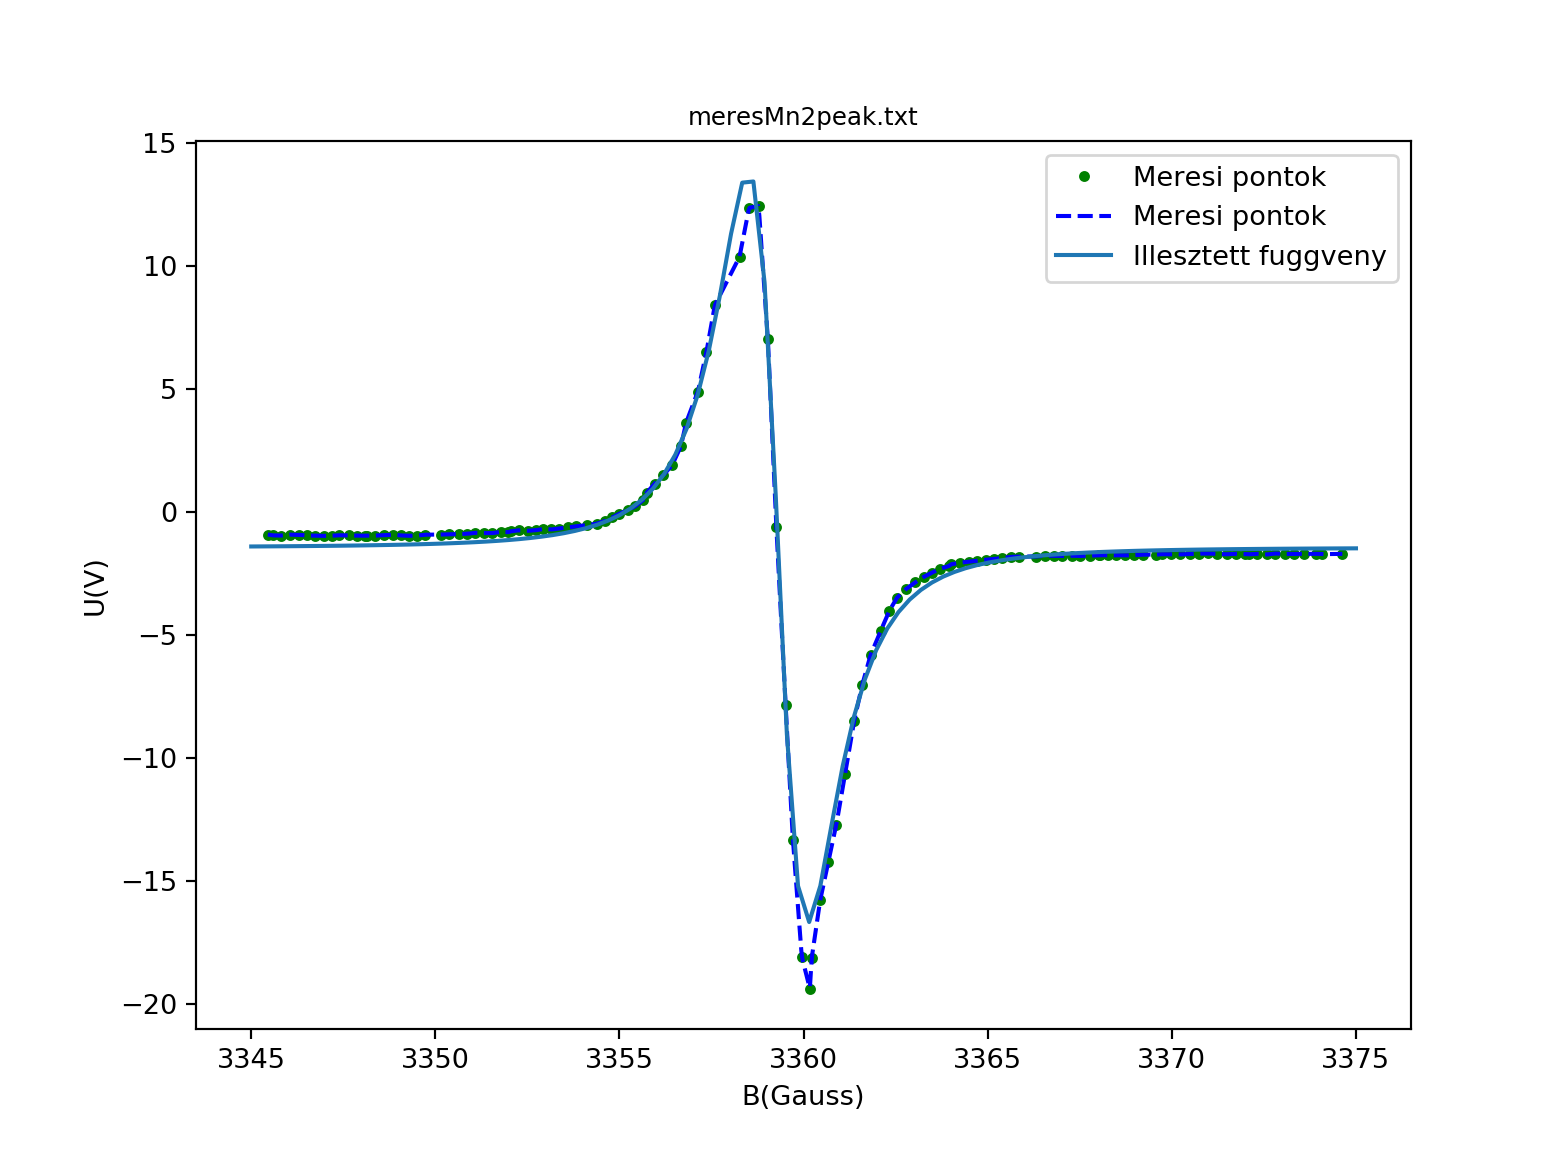 meresMn2peak.txt
Meresi pontok
Meresi pontok
Illesztett fuggveny
U(V)
15
10
5
0
−5
−10
−15
−20
3345 3350 3355 3360 3365 3370 3375
B(Gauss)